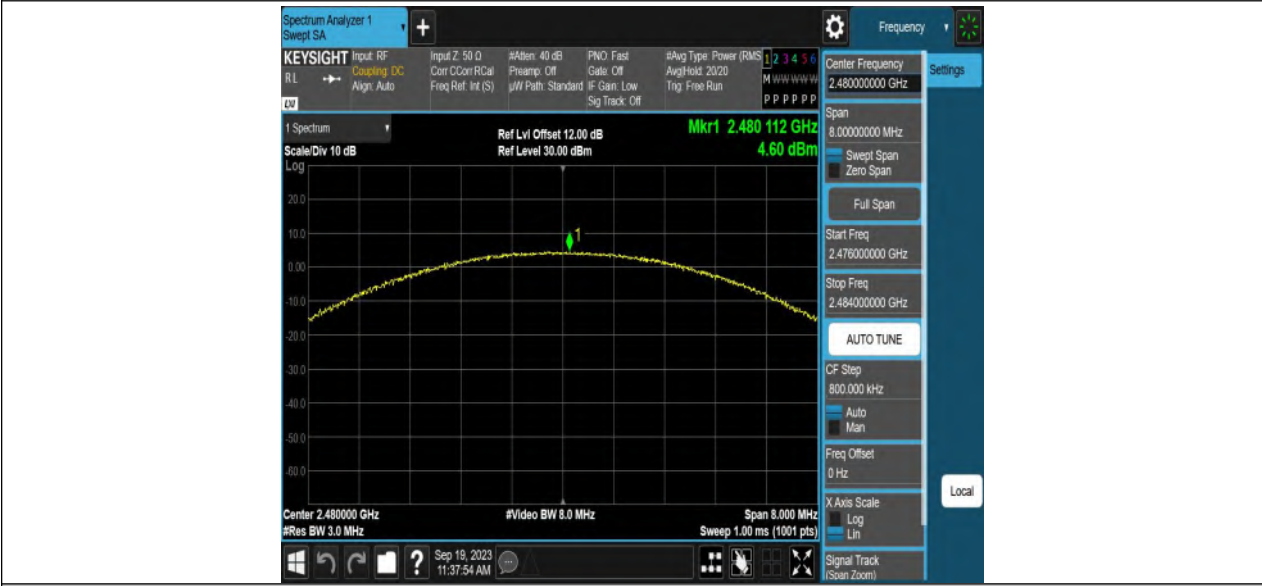 Spectrum Analyzer 1
Swept SA
+
Frequency
KEYSIGHT
Input: RF
Input Z: 50 Ω
#Atten: 40 dB
PNO: Fast
#Avg Type: Power (RMS
1 2 3 4 5 6
RL
Coupling: DC
Corr CCorr RCal
Preamp: Off
Gate: Off
Avg|Hold: 20/20
M W W W W W
Align: Auto
Freq Ref: Int (S)
µW Path: Standard
IF Gain: Low
Trig: Free Run
Sig Track: Off
P P P P P P
LXI
1 Spectrum
Ref Lvl Offset 12.00 dB
Mkr1 2.480 112 GHz
Scale/Div 10 dB
Ref Level 30.00 dBm
4.60 dBm
Log
20.0
10.0
1
0.00
-10.0
-20.0
-30.0
-40.0
-50.0
-60.0
Center 2.480000 GHz
#Video BW 8.0 MHz
Span 8.000 MHz
#Res BW 3.0 MHz
Sweep 1.00 ms (1001 pts)
?
Sep 19, 2023
11:37:54 AM
Center Frequency
2.480000000 GHz
Settings
Span
8.00000000 MHz
Swept Span
Zero Span
Full Span
Start Freq
2.476000000 GHz
Stop Freq
2.484000000 GHz
AUTO TUNE
CF Step
800.000 kHz
Auto
Man
Freq Offset
0 Hz
Local
X Axis Scale
Log
Lin
Signal Track
(Span Zoom)